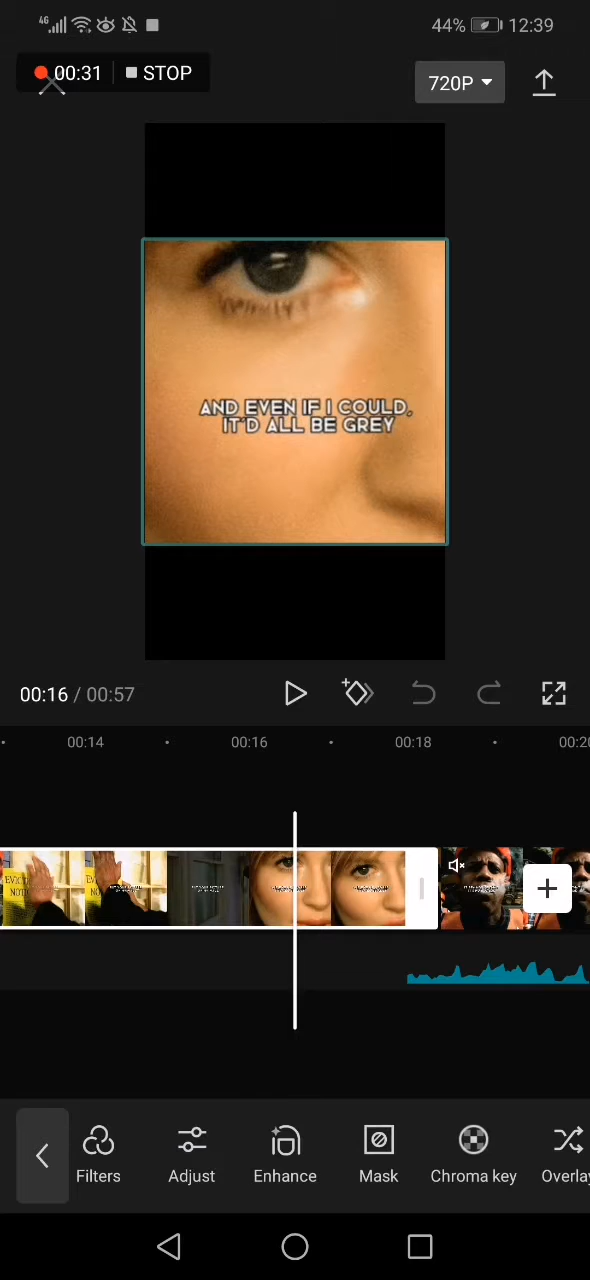 4G 44% 12:39
00:31 STOP
720P
AND EVEN IF I COULD,
IT'D ALL BE GREY
00:16 / 00:57
00:14 00:16 00:18 00:20
Filters Adjust Enhance Mask Chroma key Overlay